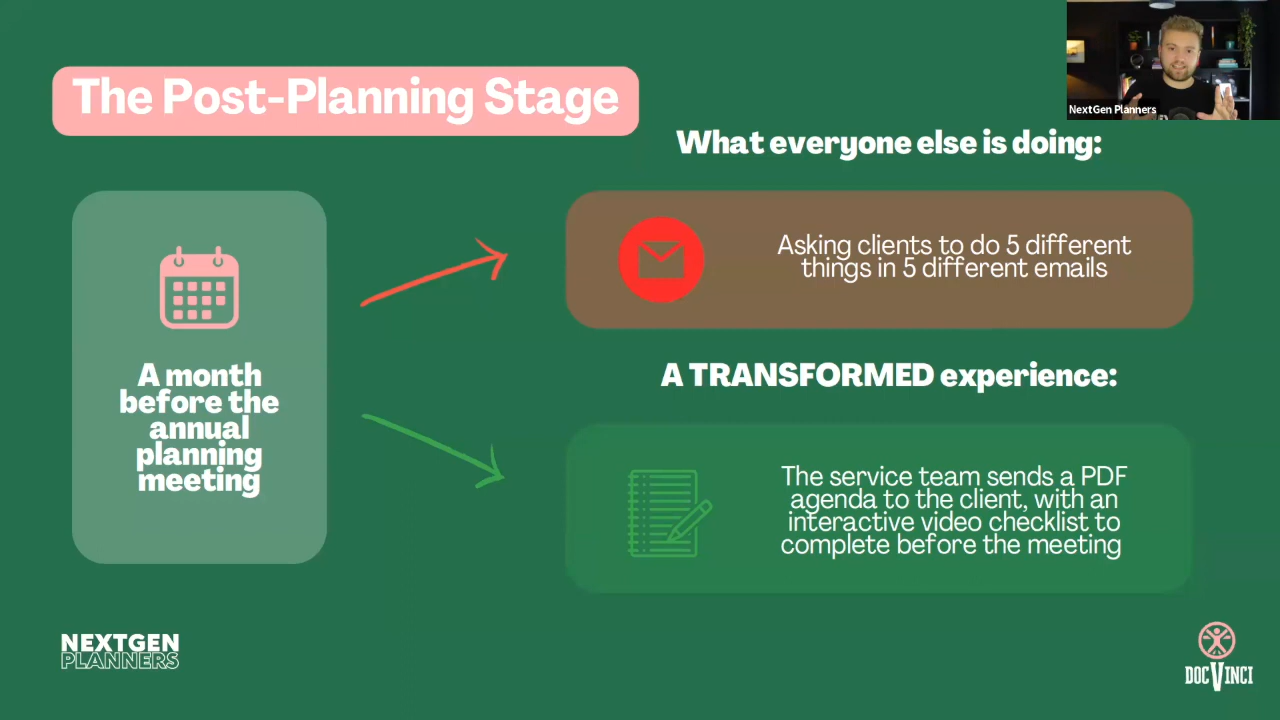 The Post-Planning Stage
NextGen Planners
What everyone else is doing:
Asking clients to do 5 different
things in 5 different emails
A month
before the
annual
planning
meeting
A TRANSFORMED experience:
The service team sends a PDF
agenda to the client, with an
interactive video checklist to
complete before the meeting
NEXTGEN
PLANNERS
DOCVINCI